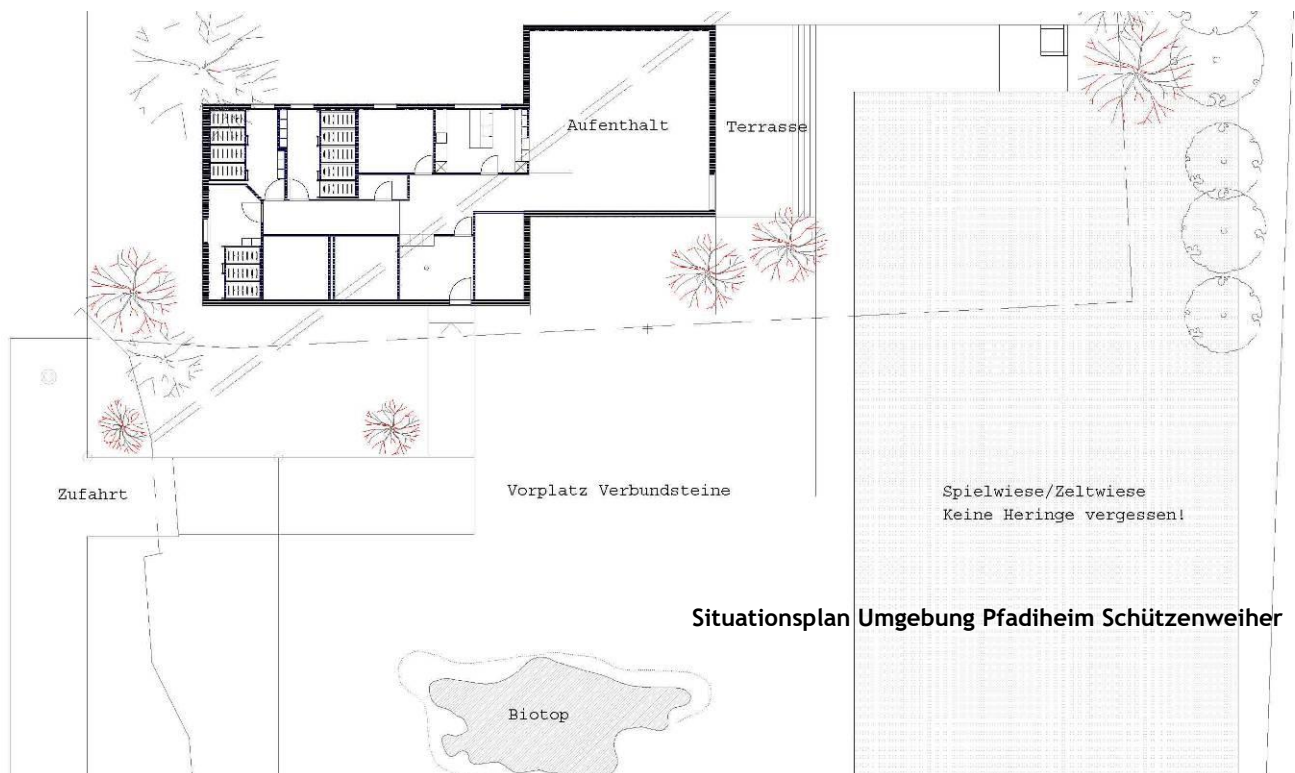 Aufenthalt
Terrasse
Zufahrt
Vorplatz Verbundsteine
Spielwiese/Zeltwiese
Keine Heringe vergessen!
Situationsplan Umgebung Pfadiheim Schützenweiher
Biotop